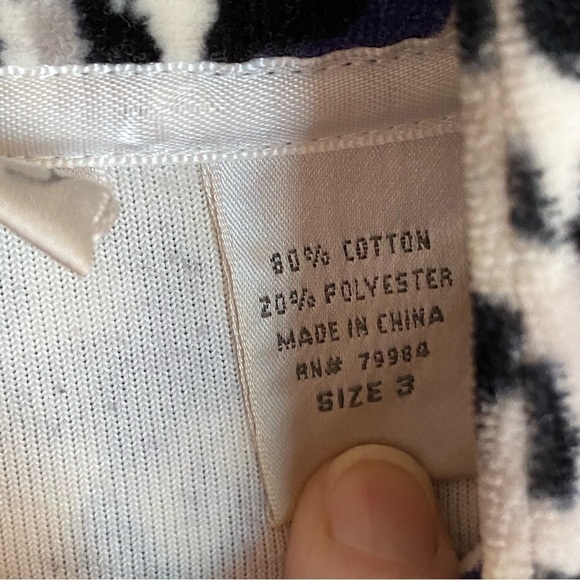 80% COTTON
20% POLYESTER
MADE IN CHINA
RN# 79984
SIZE 3